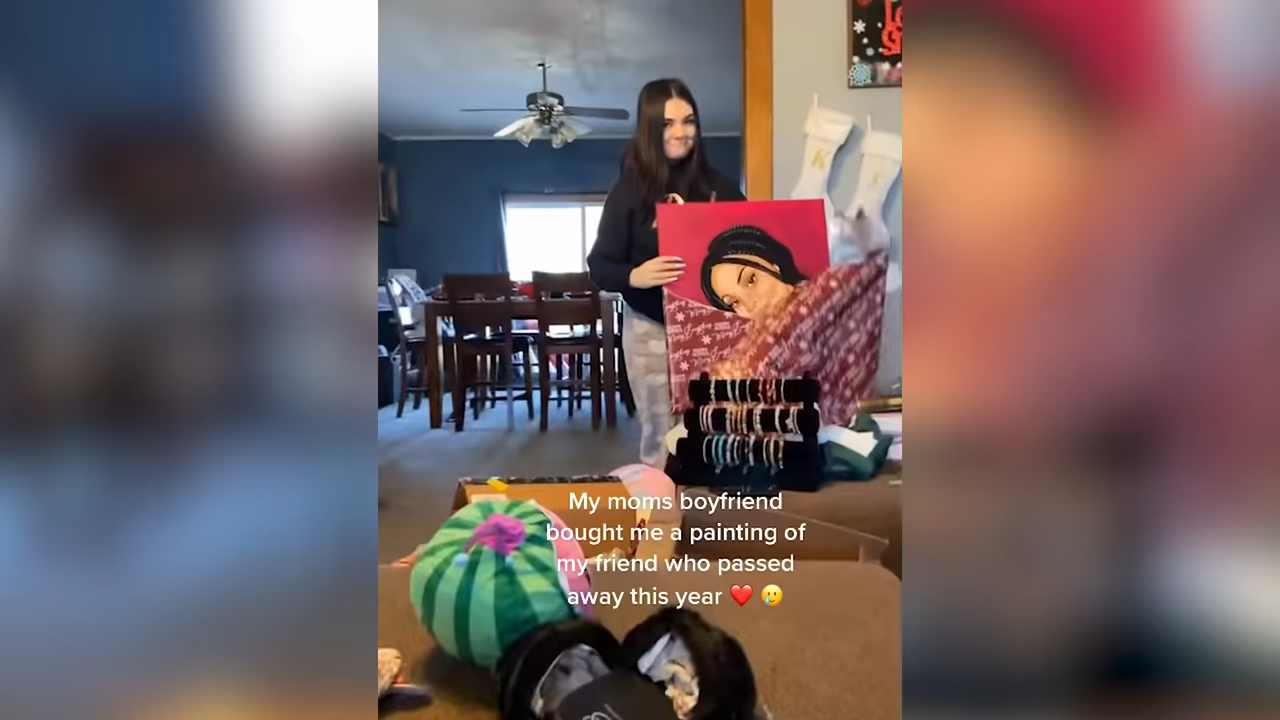 K
My moms boyfriend
bought me a painting of
my friend who passed
away this year ❤️ 🥲